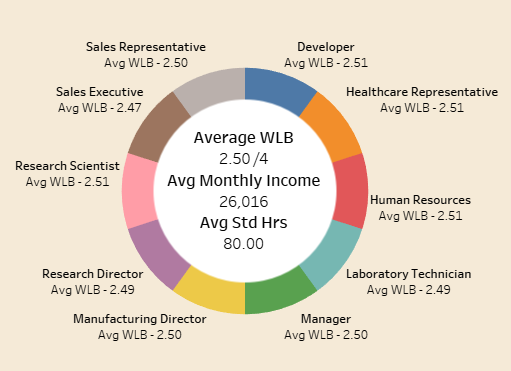 Sales Representative
Avg WLB - 2.50
Developer
Avg WLB - 2.51
Sales Executive
Avg WLB - 2.47
Healthcare Representative
Avg WLB - 2.51
Average WLB
2.50 /4
Avg Monthly Income
26,016
Avg Std Hrs
80.00
Research Scientist
Avg WLB - 2.51
Human Resources
Avg WLB - 2.51
Research Director
Avg WLB - 2.49
Laboratory Technician
Avg WLB - 2.49
Manufacturing Director
Avg WLB - 2.50
Manager
Avg WLB - 2.50